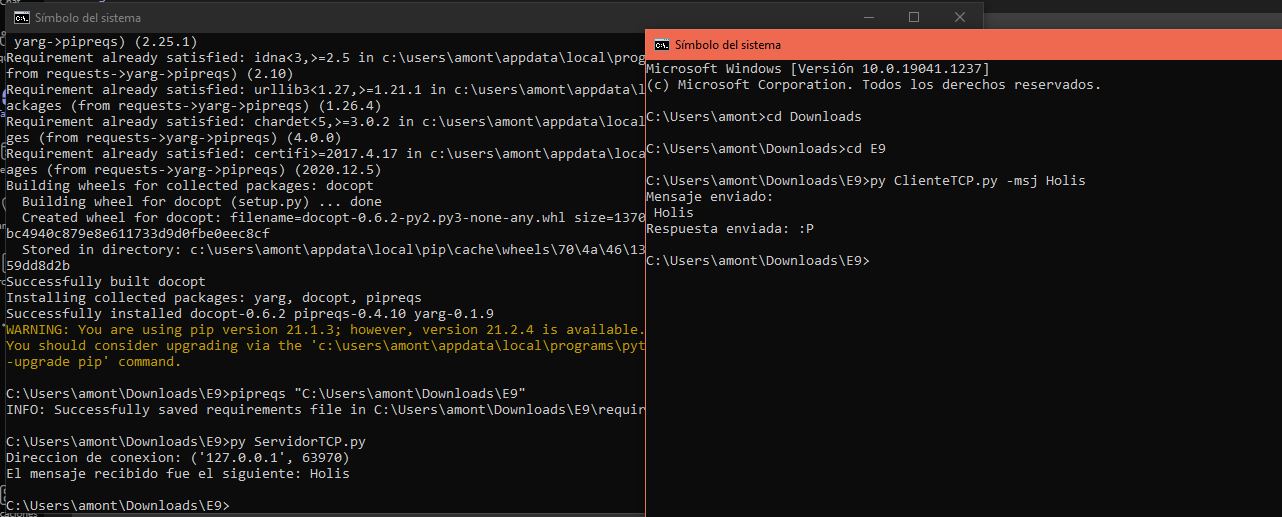 Símbolo del sistema
yarg->pipreqs) (2.25.1)
Requirement already satisfied: idna<3,>=2.5 in c:\users\amont\appdata\local\prog
from requests->yarg->pipreqs) (2.10)
Requirement already satisfied: urllib3<1.27,>=1.21.1 in c:\users\amont\appdata\l
ackages (from requests->yarg->pipreqs) (1.26.4)
Requirement already satisfied: chardet<5,>=3.0.2 in c:\users\amont\appdata\local
ges (from requests->yarg->pipreqs) (4.0.0)
Requirement already satisfied: certifi>=2017.4.17 in c:\users\amont\appdata\loca
ages (from requests->yarg->pipreqs) (2020.12.5)
Building wheels for collected packages: docopt
Building wheel for docopt (setup.py) ... done
Created wheel for docopt: filename=docopt-0.6.2-py2.py3-none-any.whl size=1370
bc4940c879e8e611733d9d0fbe0eec8cf
Stored in directory: c:\users\amont\appdata\local\pip\cache\wheels\70\4a\46\13
59dd8d2b
Successfully built docopt
Installing collected packages: yarg, docopt, pipreqs
Successfully installed docopt-0.6.2 pipreqs-0.4.10 yarg-0.1.9
WARNING: You are using pip version 21.1.3; however, version 21.2.4 is available.
You should consider upgrading via the 'c:\users\amont\appdata\local\programs\pyt
-upgrade pip' command.
C:\Users\amont\Downloads\E9>pipreqs "C:\Users\amont\Downloads\E9"
INFO: Successfully saved requirements file in C:\Users\amont\Downloads\E9\requir
C:\Users\amont\Downloads\E9>py ServidorTCP.py
Direccion de conexion: ('127.0.0.1', 63970)
El mensaje recibido fue el siguiente: Holis
C:\Users\amont\Downloads\E9>
Símbolo del sistema
Microsoft Windows [Versión 10.0.19041.1237]
(c) Microsoft Corporation. Todos los derechos reservados.
C:\Users\amont>cd Downloads
C:\Users\amont\Downloads>cd E9
C:\Users\amont\Downloads\E9>py ClienteTCP.py -msj Holis
Mensaje enviado:
Holis
Respuesta enviada: :P
C:\Users\amont\Downloads\E9>